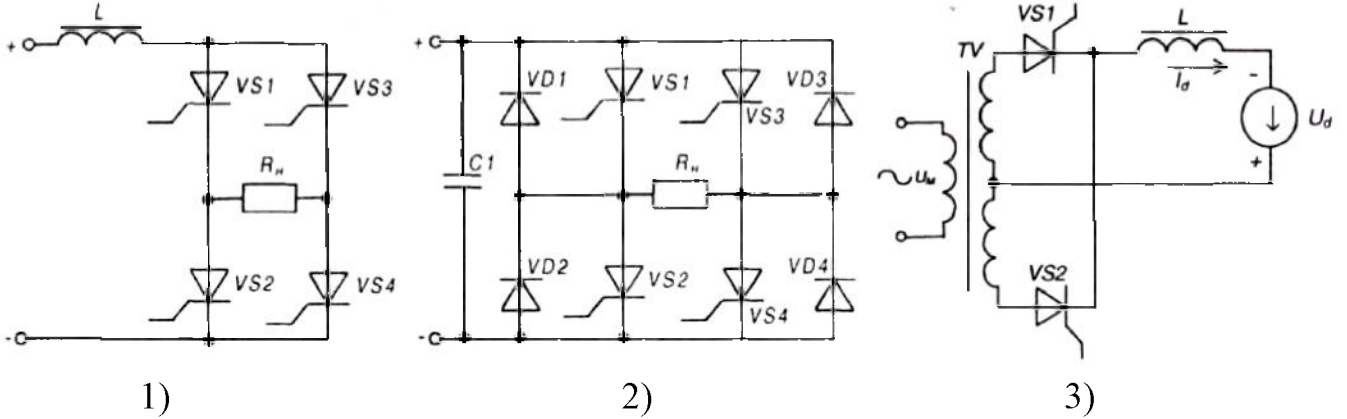 L
+
VS1
VS3
Rн
VS2
VS4
-
1)
+
C1
VD1
VS1
VS3
VD3
Rн
VD2
VS2
VS4
VD4
-
2)
VS1
TV
L
Id
-
Ud
+
~ uм
VS2
3)